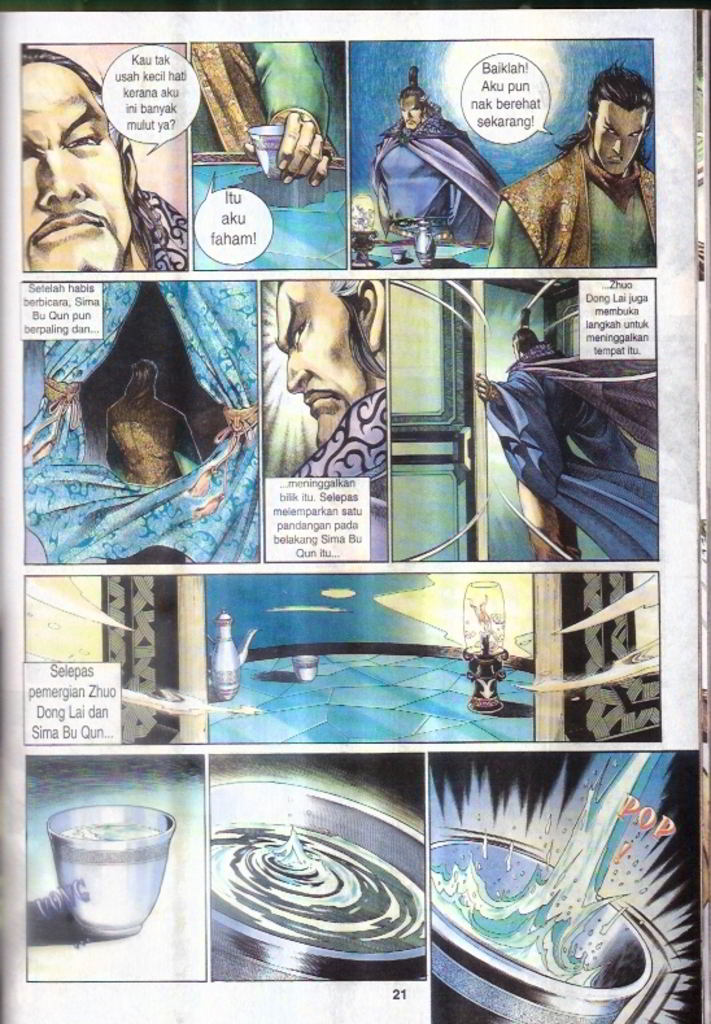 Kau tak
usah kecil hati
kerana aku
ini banyak
mulut ya?
Itu
aku
faham!
Baiklah!
Aku pun
nak berehat
sekarang!
Setelah habis
berbicara, Sima
Bu Qun pun
berpaling dan...
...meninggalkan
bilik itu. Selepas
melemparkan satu
pandangan pada
belakang Sima Bu
Qun itu...
...Zhuo
Dong Lai juga
membuka
langkah untuk
meninggalkan
tempat itu.
Selepas
pemergian Zhuo
Dong Lai dan
Sima Bu Qun...
POP
!
21